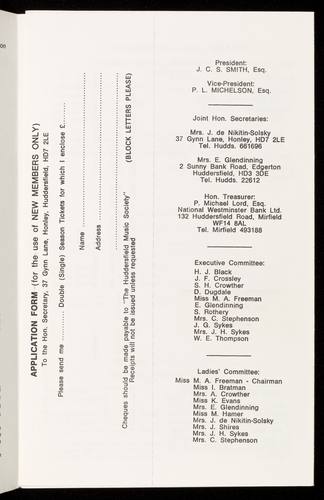 APPLICATION FORM (for the use of NEW MEMBERS ONLY)
To the Hon. Secretary, 37 Gynn Lane, Honley, Huddersfield, HD7 2LE
Please send me ............ Double (Single) Season Tickets for which I enclose £........
Name
Address
(BLOCK LETTERS PLEASE)
Cheques should be made payable to "The Huddersfield Music Society"
Receipts will not be issued unless requested
President:
J. C. S. SMITH, Esq.
Vice-President:
P. L. MICHELSON, Esq.
Joint Hon. Secretaries:
Mrs. J. de Nikitin-Solsky
37 Gynn Lane, Honley, HD7 2LE
Tel. Hudds. 661696
Mrs. E. Glendinning
2 Sunny Bank Road, Edgerton
Huddersfield, HD3 3DE
Tel. Hudds. 22612
Hon. Treasurer:
P. Michael Lord, Esq.
National Westminster Bank Ltd.
132 Huddersfield Road, Mirfield
WF14 8AL
Tel. Mirfield 493188
Executive Committee:
H. J. Black
J. F. Crossley
S. H. Crowther
D. Dugdale
Miss M. A. Freeman
E. Glendinning
S. Rothery
Mrs. C. Stephenson
J. G. Sykes
Mrs. J. H. Sykes
W. E. Thompson
Ladies' Committee:
Miss M. A. Freeman - Chairman
Miss I. Bratman
Mrs. A. Crowther
Miss K. Evans
Mrs. E. Glendinning
Miss M. Hamer
Mrs. J. de Nikitin-Solsky
Mrs. J. Shires
Mrs. J. H. Sykes
Mrs. C. Stephenson